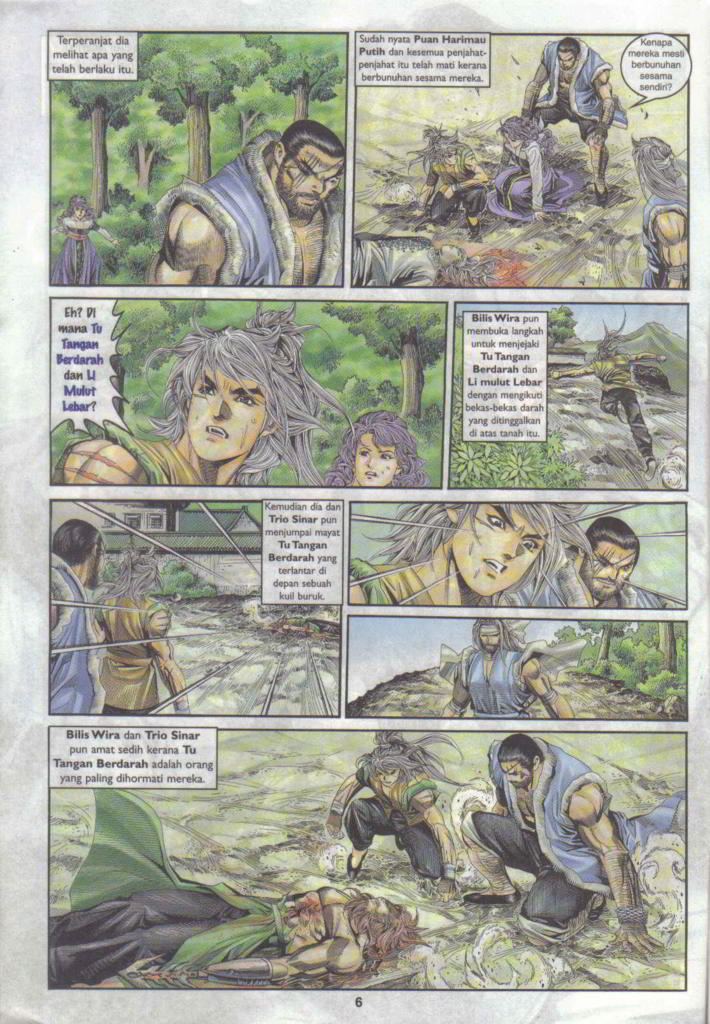 Terperanjat dia
melihat apa yang
telah berlaku itu.
Sudah nyata Puan Harimau
Putih dan kesemua penjahat-
penjahat itu telah mati kerana
berbunuhan sesama mereka.
Kenapa
mereka mesti
berbunuhan
sesama
sendiri?
Eh? Di
mana Tu
Tangan
Berdarah
dan Li
Mulut
Lebar?
Bilis Wira pun
membuka langkah
untuk menjejaki
Tu Tangan
Berdarah dan
Li mulut Lebar
dengan mengikuti
bekas-bekas darah
yang ditinggalkan
di atas tanah itu.
Kemudian dia dan
Trio Sinar pun
menjumpai mayat
Tu Tangan
Berdarah yang
terlantar di
depan sebuah
kuil buruk.
Bilis Wira dan Trio Sinar
pun amat sedih kerana Tu
Tangan Berdarah adalah orang
yang paling dihormati mereka.
6